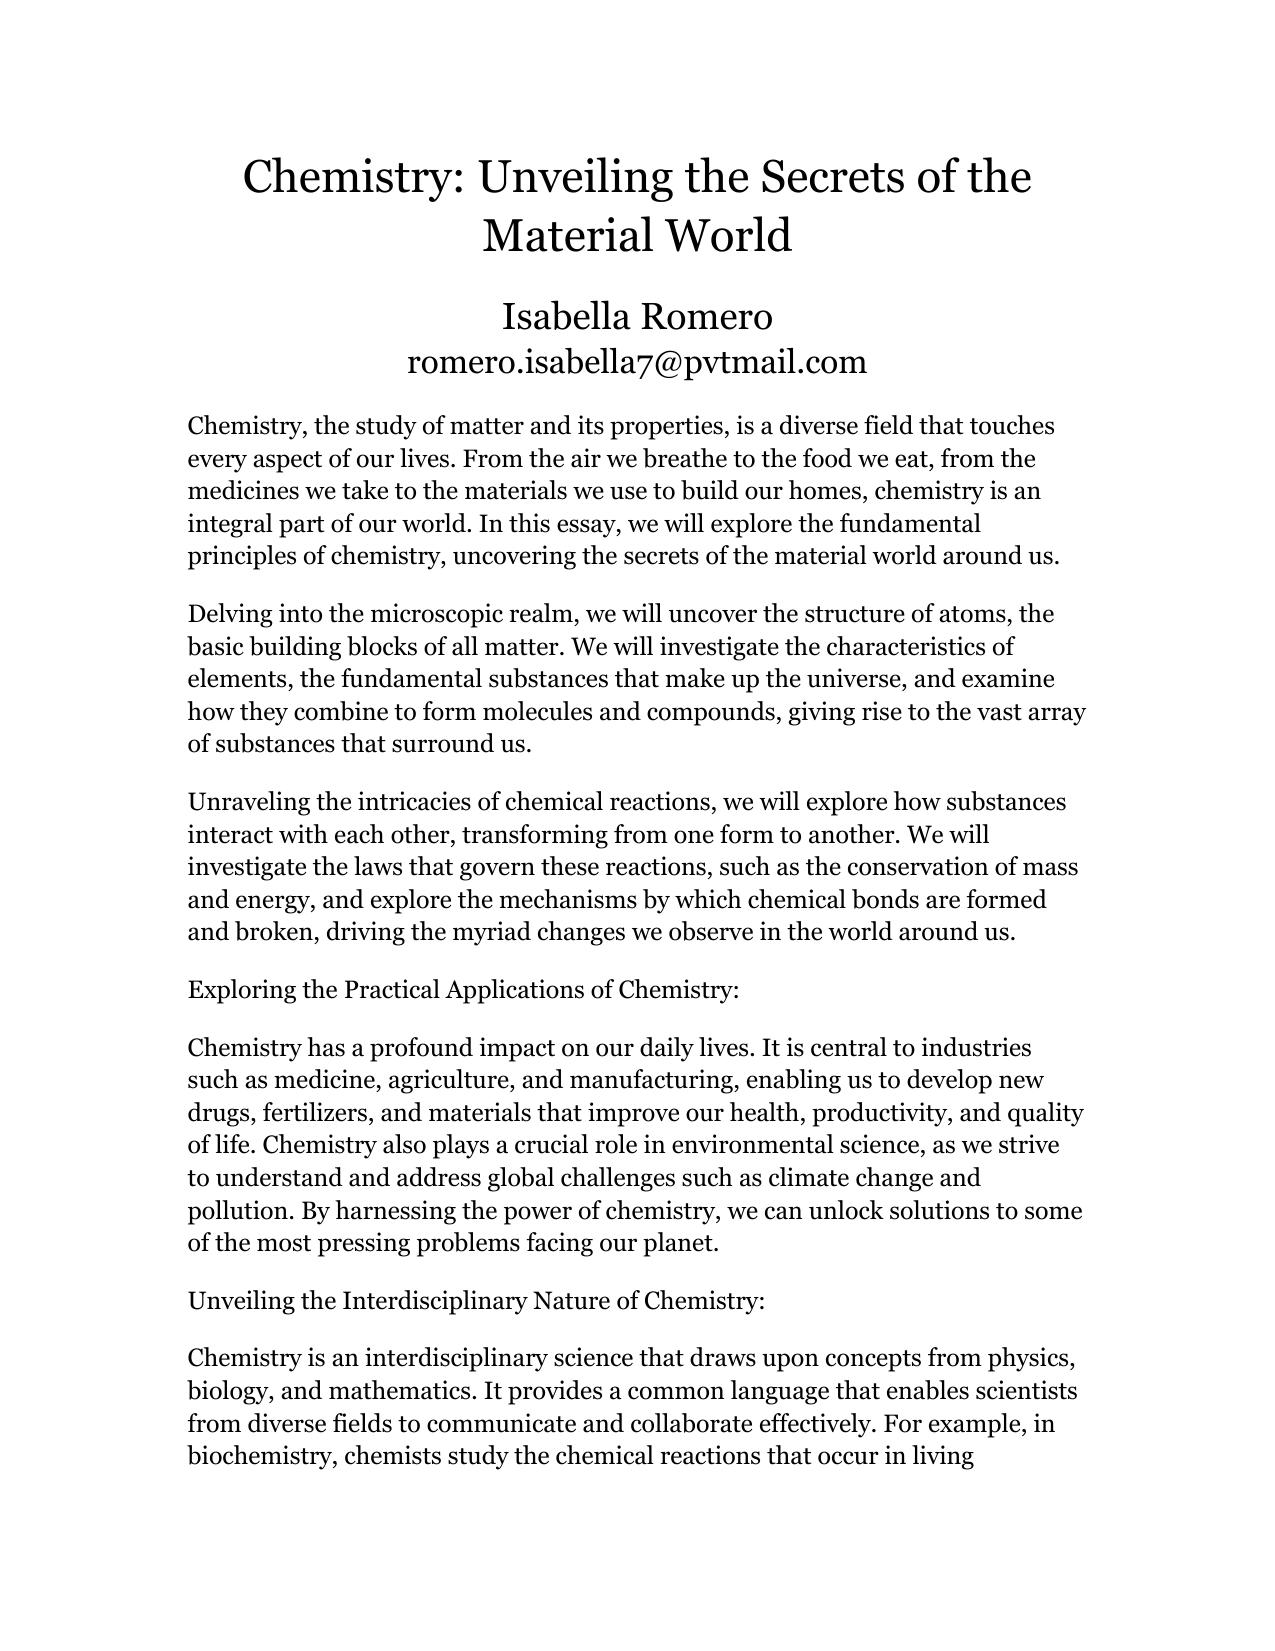 Chemistry: Unveiling the Secrets of the
Material World
Isabella Romero
romero.isabella7@pvtmail.com
Chemistry, the study of matter and its properties, is a diverse field that touches
every aspect of our lives. From the air we breathe to the food we eat, from the
medicines we take to the materials we use to build our homes, chemistry is an
integral part of our world. In this essay, we will explore the fundamental
principles of chemistry, uncovering the secrets of the material world around us.
Delving into the microscopic realm, we will uncover the structure of atoms, the
basic building blocks of all matter. We will investigate the characteristics of
elements, the fundamental substances that make up the universe, and examine
how they combine to form molecules and compounds, giving rise to the vast array
of substances that surround us.
Unraveling the intricacies of chemical reactions, we will explore how substances
interact with each other, transforming from one form to another. We will
investigate the laws that govern these reactions, such as the conservation of mass
and energy, and explore the mechanisms by which chemical bonds are formed
and broken, driving the myriad changes we observe in the world around us.
Exploring the Practical Applications of Chemistry:
Chemistry has a profound impact on our daily lives. It is central to industries
such as medicine, agriculture, and manufacturing, enabling us to develop new
drugs, fertilizers, and materials that improve our health, productivity, and quality
of life. Chemistry also plays a crucial role in environmental science, as we strive
to understand and address global challenges such as climate change and
pollution. By harnessing the power of chemistry, we can unlock solutions to some
of the most pressing problems facing our planet.
Unveiling the Interdisciplinary Nature of Chemistry:
Chemistry is an interdisciplinary science that draws upon concepts from physics,
biology, and mathematics. It provides a common language that enables scientists
from diverse fields to communicate and collaborate effectively. For example, in
biochemistry, chemists study the chemical reactions that occur in living